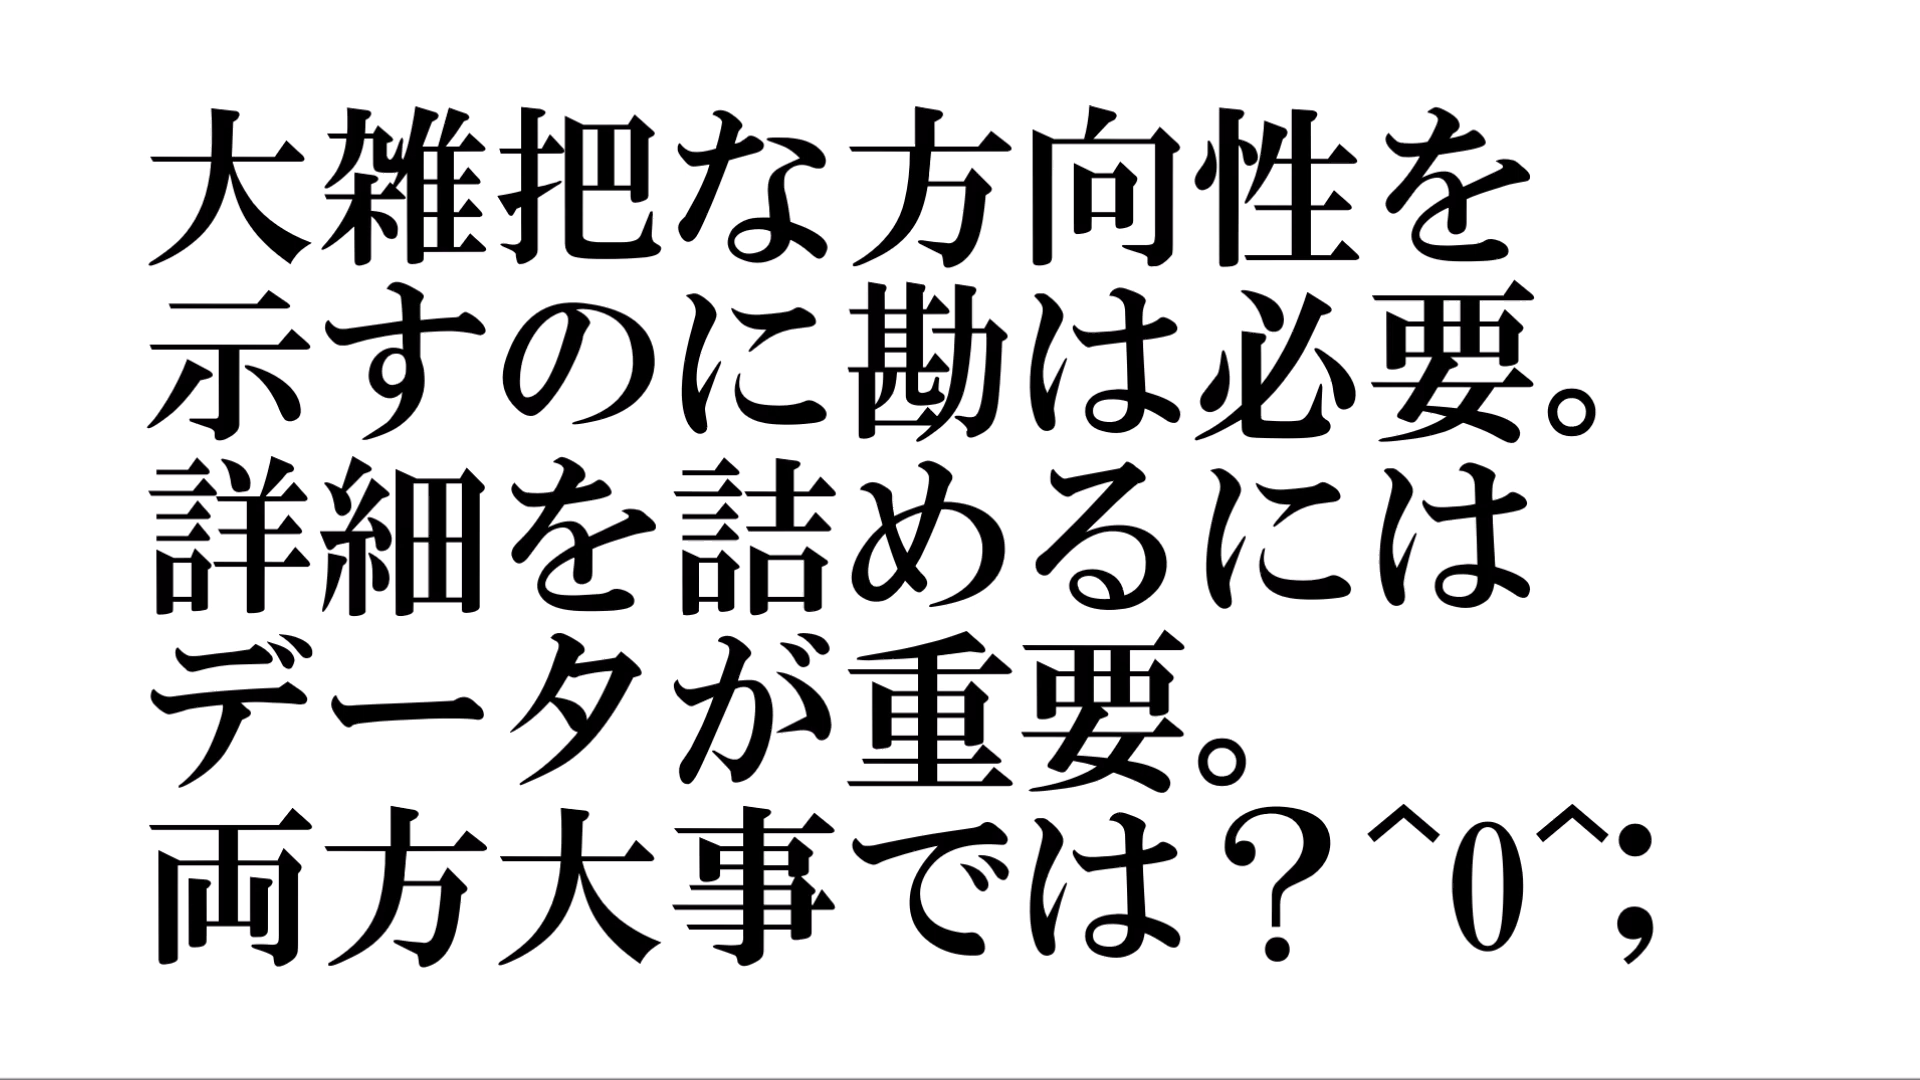 大雑把な方向性を
示すのに勘は必要。
詳細を詰めるには
データが重要。
両方大事では？^0^;